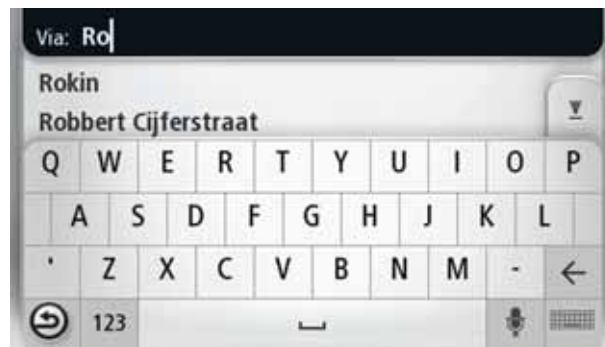 Via: Ro
Rokin
Robbert Cijferstraat
Q W E R T Y U I O P
A S D F G H J K L
' Z X C V B N M -
123